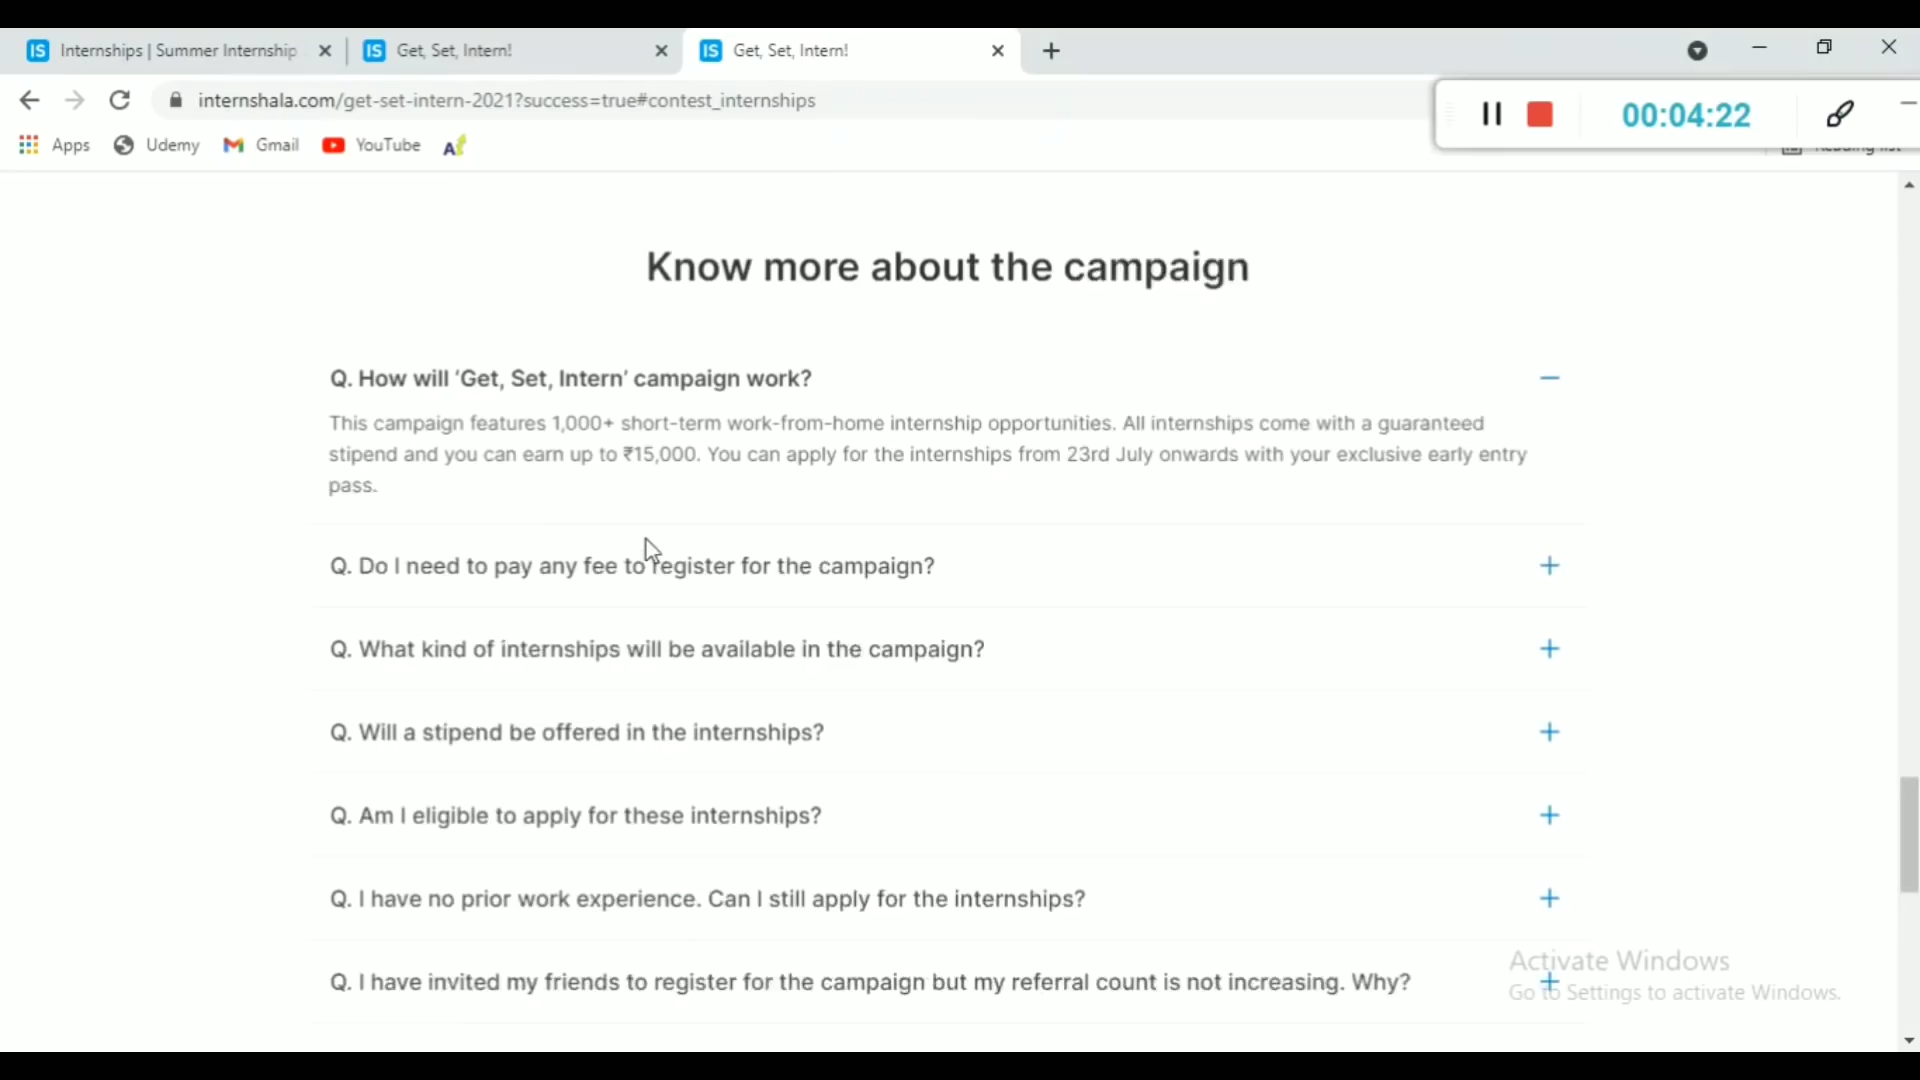 IS Internships | Summer Internship
IS Get, Set, Intern!
IS Get, Set, Intern!
internshala.com/get-set-intern-2021?success=true#contest_internships
00:04:22
Apps
Udemy
Gmail
YouTube
Know more about the campaign
Q. How will ‘Get, Set, Intern’ campaign work?
This campaign features 1,000+ short-term work-from-home internship opportunities. All internships come with a guaranteed
stipend and you can earn up to ₹15,000. You can apply for the internships from 23rd July onwards with your exclusive early entry
pass.
Q. Do I need to pay any fee to register for the campaign?
Q. What kind of internships will be available in the campaign?
Q. Will a stipend be offered in the internships?
Q. Am I eligible to apply for these internships?
Q. I have no prior work experience. Can I still apply for the internships?
Q. I have invited my friends to register for the campaign but my referral count is not increasing. Why?
Activate Windows
Go to Settings to activate Windows.